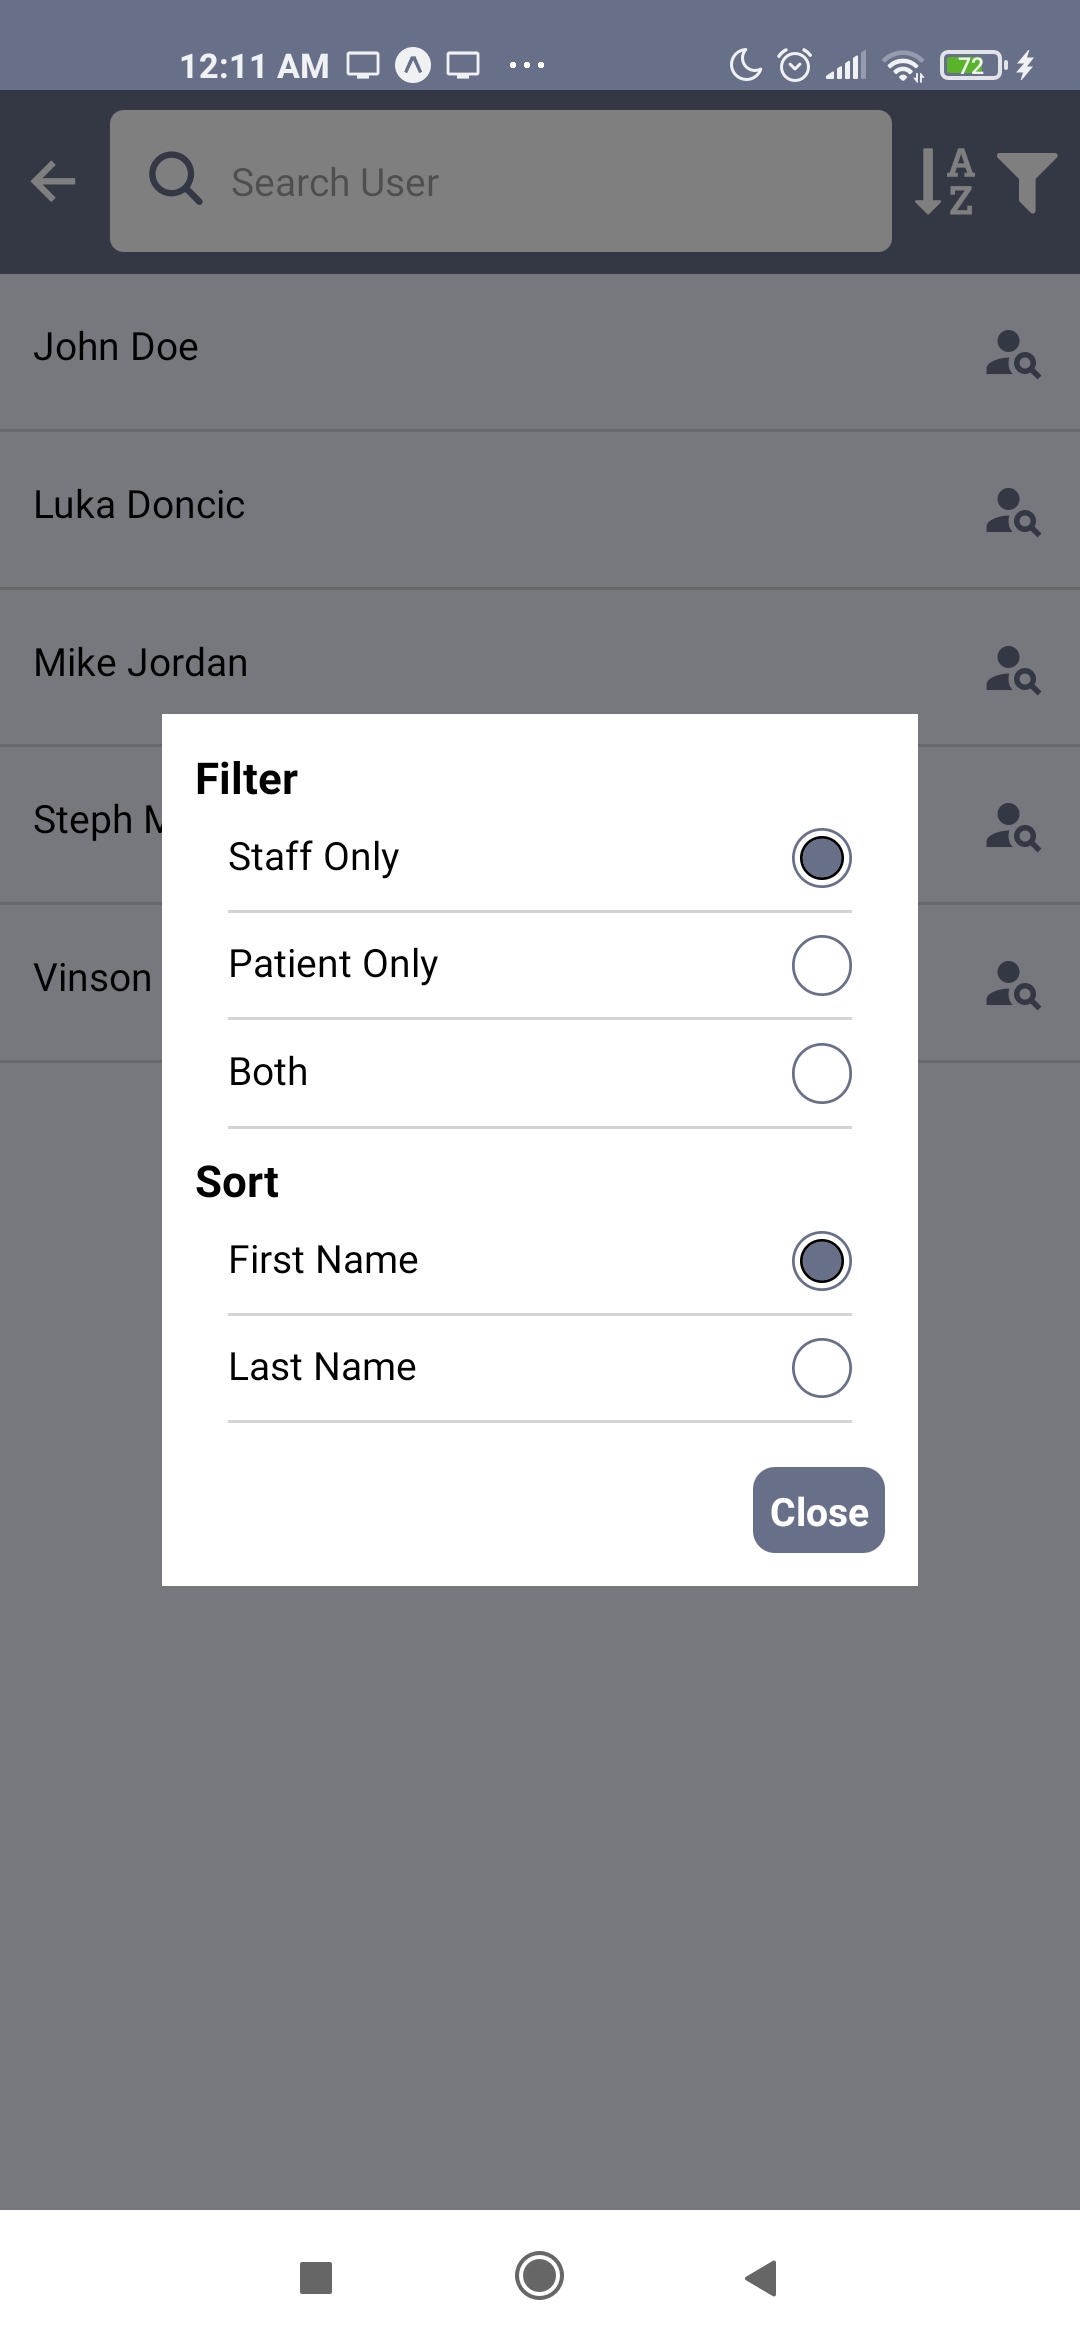 12:11 AM
72
Search User
A
Z
John Doe
Luka Doncic
Mike Jordan
Steph
Vinson
Filter
Staff Only
Patient Only
Both
Sort
First Name
Last Name
Close